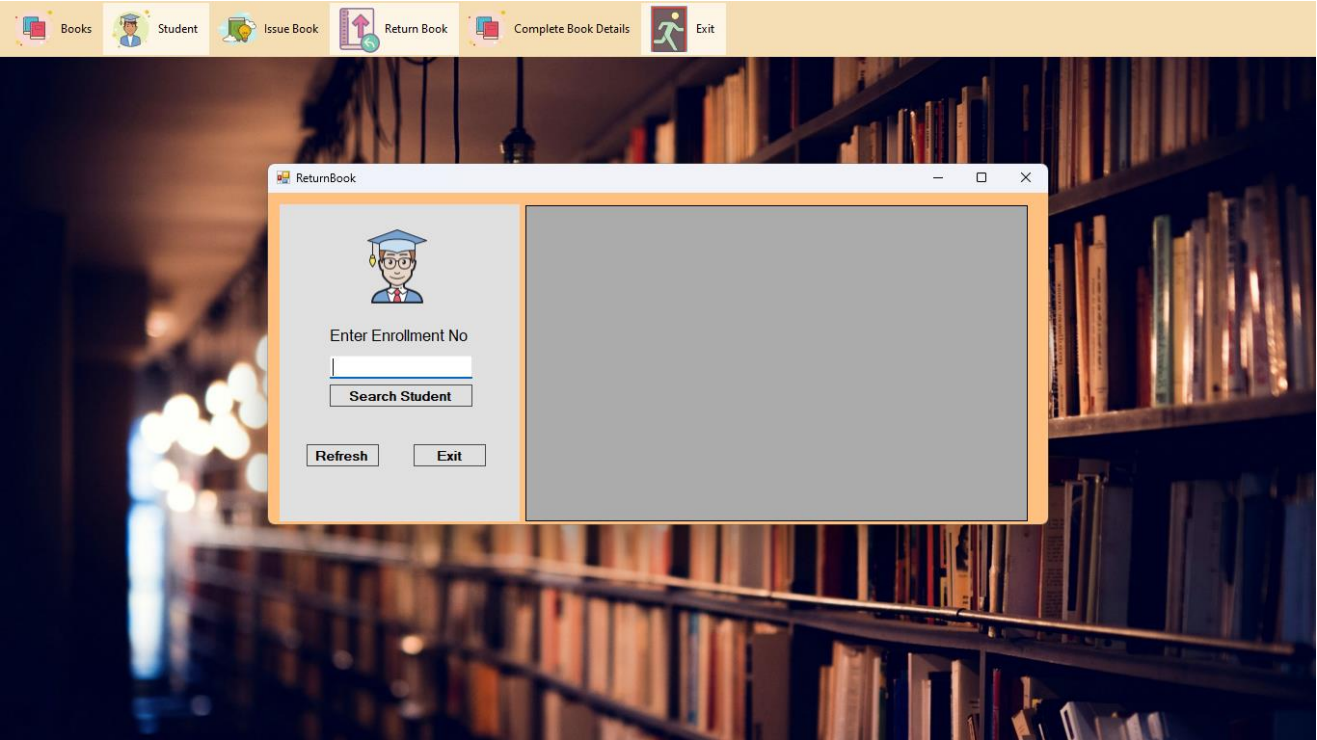 Books Student Issue Book Return Book Complete Book Details Exit
ReturnBook
Enter Enrollment No
Search Student
Refresh Exit